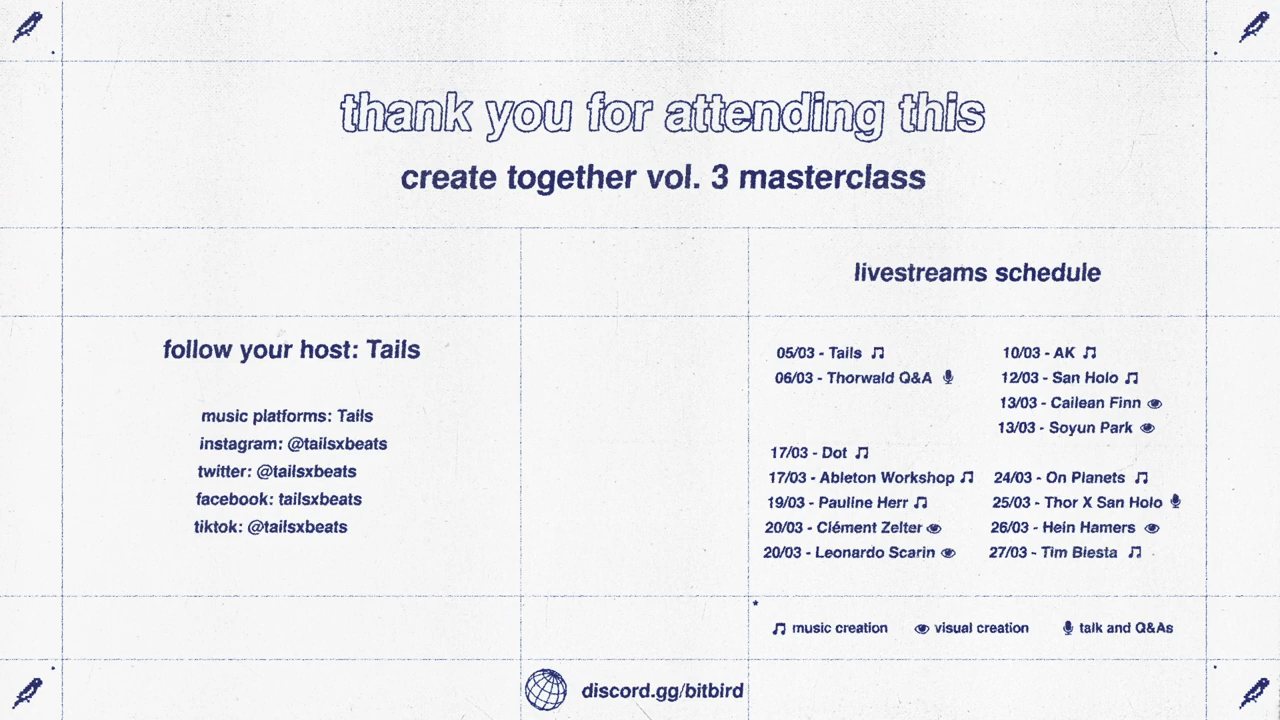 thank you for attending this
create together vol. 3 masterclass
follow your host: Tails
music platforms: Tails
instagram: @tailsxbeats
twitter: @tailsxbeats
facebook: tailsxbeats
tiktok: @tailsxbeats
livestreams schedule
05/03 - Tails
06/03 - Thorwald Q&A
10/03 - AK
12/03 - San Holo
13/03 - Cailean Finn
13/03 - Soyun Park
17/03 - Dot
17/03 - Ableton Workshop
19/03 - Pauline Herr
20/03 - Clément Zelter
20/03 - Leonardo Scarin
24/03 - On Planets
25/03 - Thor X San Holo
26/03 - Hein Hamers
27/03 - Tim Biesta
music creation
visual creation
talk and Q&As
discord.gg/bitbird